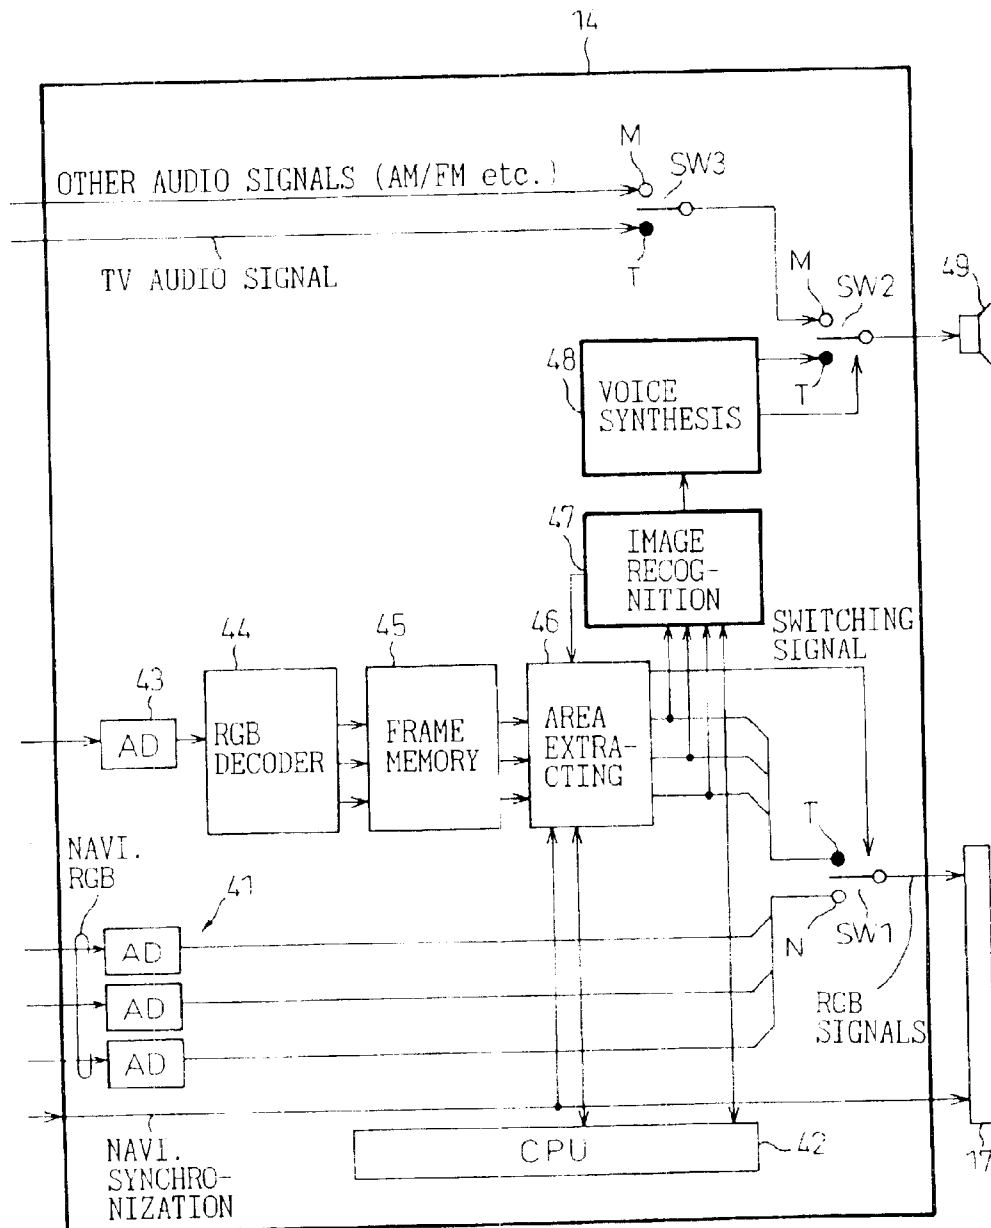 14
M
SW3
OTHER AUDIO SIGNALS (AM/FM etc.)
T
TV AUDIO SIGNAL
M
SW2
49
48
VOICE
SYNTHESIS
T
47
IMAGE
RECOG-
NITION
SWITCHING
SIGNAL
46
45
44
43
AD
RGB
DECODER
FRAME
MEMORY
AREA
EXTRA-
CTING
T
NAVI.
RGB
41
N
SW1
AD
AD
AD
RGB
SIGNALS
NAVI.
SYNCHRO-
NIZATION
CPU
42
17